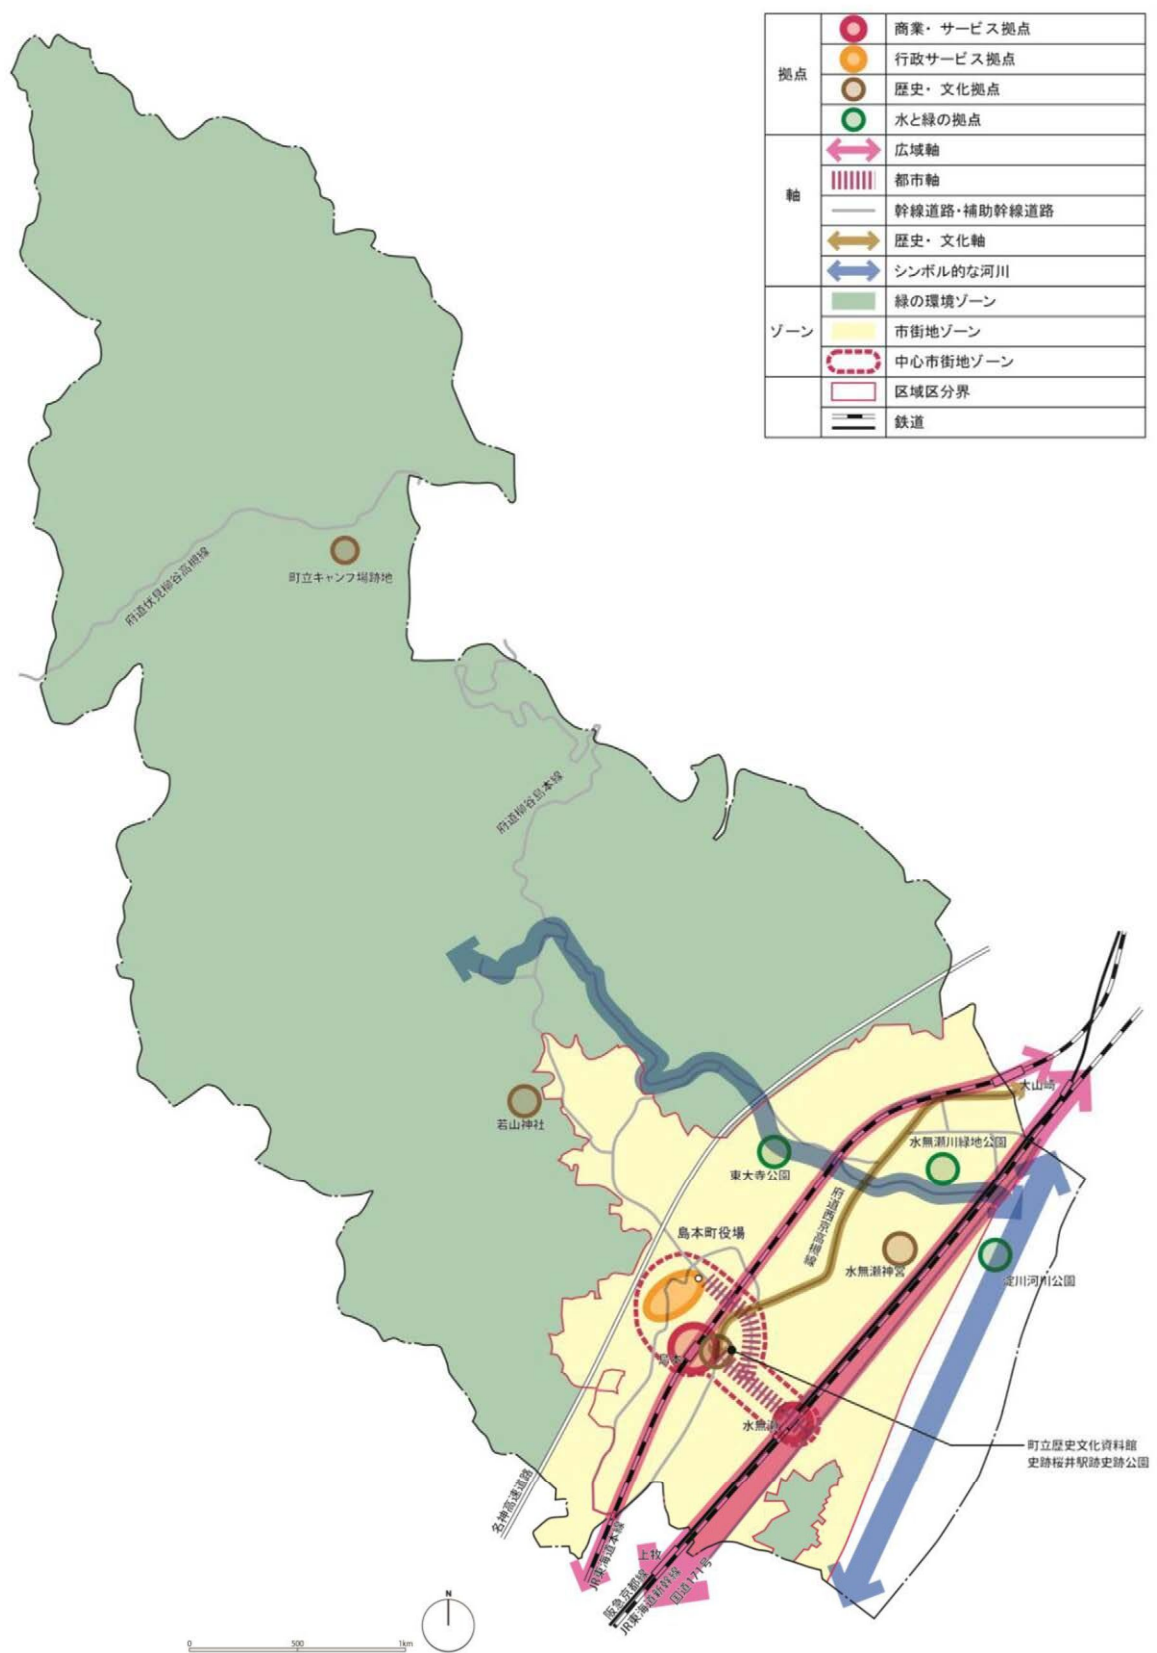 拠点
商業・サービス拠点
行政サービス拠点
歴史・文化拠点
水と緑の拠点
軸
広域軸
都市軸
幹線道路・補助幹線道路
歴史・文化軸
シンボル的な河川
ゾーン
緑の環境ゾーン
市街地ゾーン
中心市街地ゾーン
区域区分界
鉄道
府道伏見柳谷高槻線
町立キャンプ場跡地
府道柳谷島本線
若山神社
大山崎
水無瀬川緑地公園
東大寺公園
府道西京高槻線
島本町役場
水無瀬神宮
淀川河川公園
島本
水無瀬
町立歴史文化資料館
史跡桜井駅跡史跡公園
名神高速道路
JR東海道本線
上牧
阪急京都線
JR東海道新幹線
国道171号
N
0 500 1km